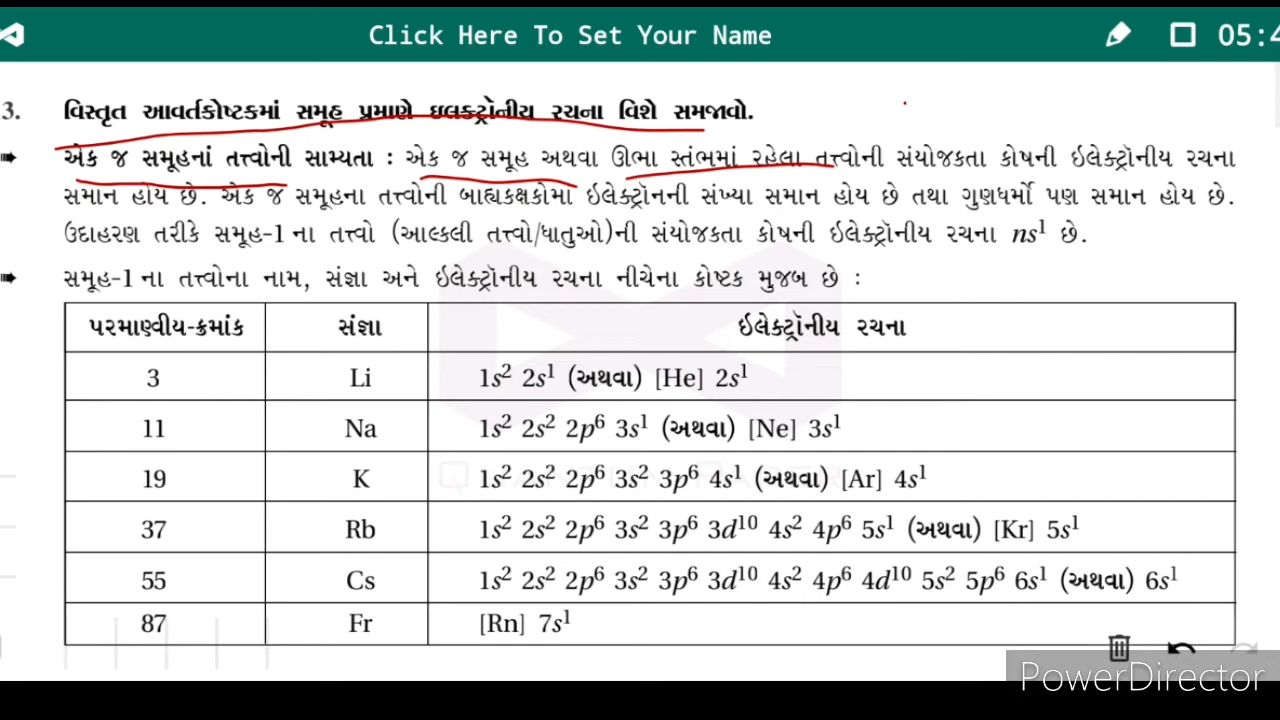 Click Here To Set Your Name
05:4
3. વિસ્તૃત આવર્તકોષ્ટકમાં સમૂહ પ્રમાણે ઇલેક્ટ્રૉનીય રચના વિશે સમજાવો.
➠ એક જ સમૂહનાં તત્ત્વોની સામ્યતા : એક જ સમૂહ અથવા ઊભા સ્તંભમાં રહેલા તત્ત્વોની સંયોજકતા કોષની ઇલેક્ટ્રૉનીય રચના
સમાન હોય છે. એક જ સમૂહના તત્ત્વોની બાહ્યકક્ષકોમાં ઇલેક્ટ્રૉનની સંખ્યા સમાન હોય છે તથા ગુણધર્મો પણ સમાન હોય છે.
ઉદાહરણ તરીકે સમૂહ-1 ના તત્ત્વો (આલ્કલી તત્ત્વો/ધાતુઓ)ની સંયોજકતા કોષની ઇલેક્ટ્રૉનીય રચના ns¹ છે.
➠ સમૂહ-1 ના તત્ત્વોના નામ, સંજ્ઞા અને ઇલેક્ટ્રૉનીય રચના નીચેના કોષ્ટક મુજબ છે :
પરમાણ્વીય-ક્રમાંક સંજ્ઞા ઇલેક્ટ્રૉનીય રચના
3 Li 1s² 2s¹ (અથવા) [He] 2s¹
11 Na 1s² 2s² 2p⁶ 3s¹ (અથવા) [Ne] 3s¹
19 K 1s² 2s² 2p⁶ 3s² 3p⁶ 4s¹ (અથવા) [Ar] 4s¹
37 Rb 1s² 2s² 2p⁶ 3s² 3p⁶ 3d¹⁰ 4s² 4p⁶ 5s¹ (અથવા) [Kr] 5s¹
55 Cs 1s² 2s² 2p⁶ 3s² 3p⁶ 3d¹⁰ 4s² 4p⁶ 4d¹⁰ 5s² 5p⁶ 6s¹ (અથવા) 6s¹
87 Fr [Rn] 7s¹
PowerDirector